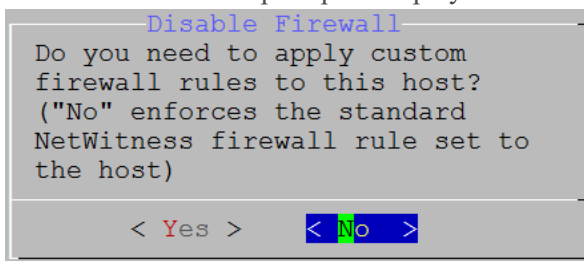 Disable Firewall
Do you need to apply custom
firewall rules to this host?
("No" enforces the standard
NetWitness firewall rule set to
the host)
< Yes > < No >